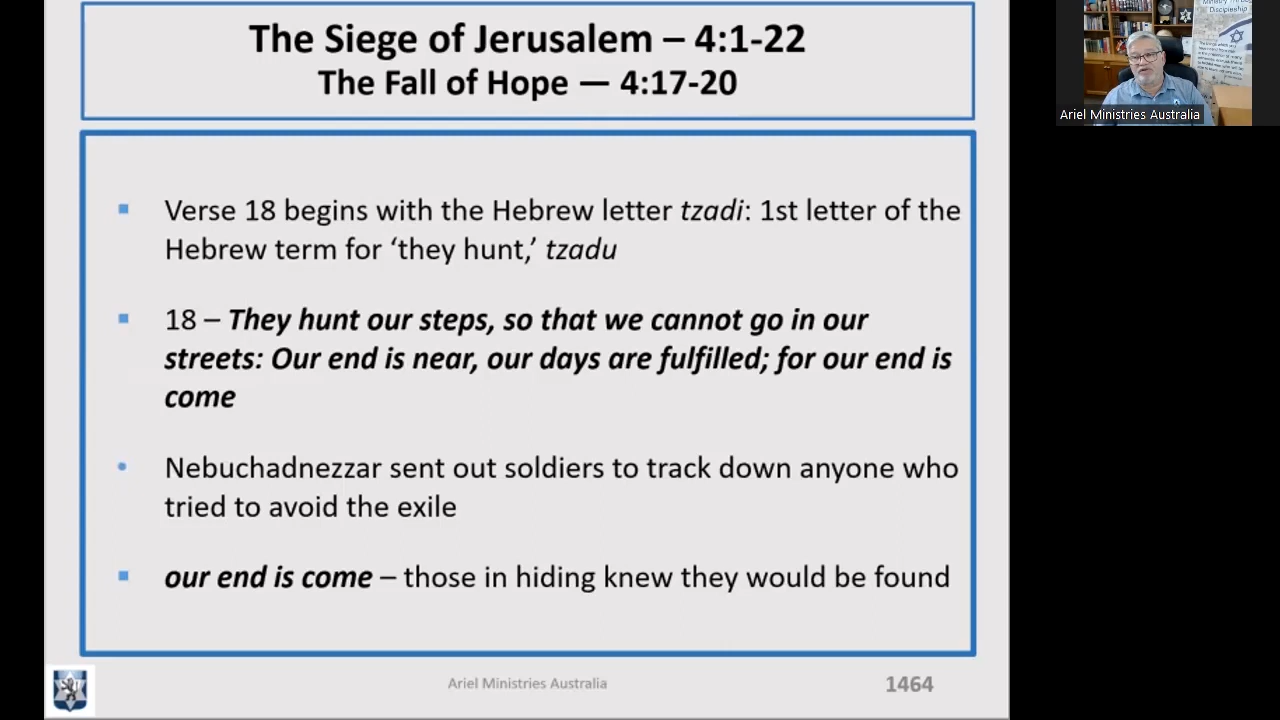 The Siege of Jerusalem – 4:1-22
The Fall of Hope — 4:17-20
Verse 18 begins with the Hebrew letter tzadi: 1st letter of the
Hebrew term for ‘they hunt,’ tzadu
18 – They hunt our steps, so that we cannot go in our
streets: Our end is near, our days are fulfilled; for our end is
come
Nebuchadnezzar sent out soldiers to track down anyone who
tried to avoid the exile
our end is come – those in hiding knew they would be found
Ariel Ministries Australia
1464
Discipleship
Ariel Ministries Australia